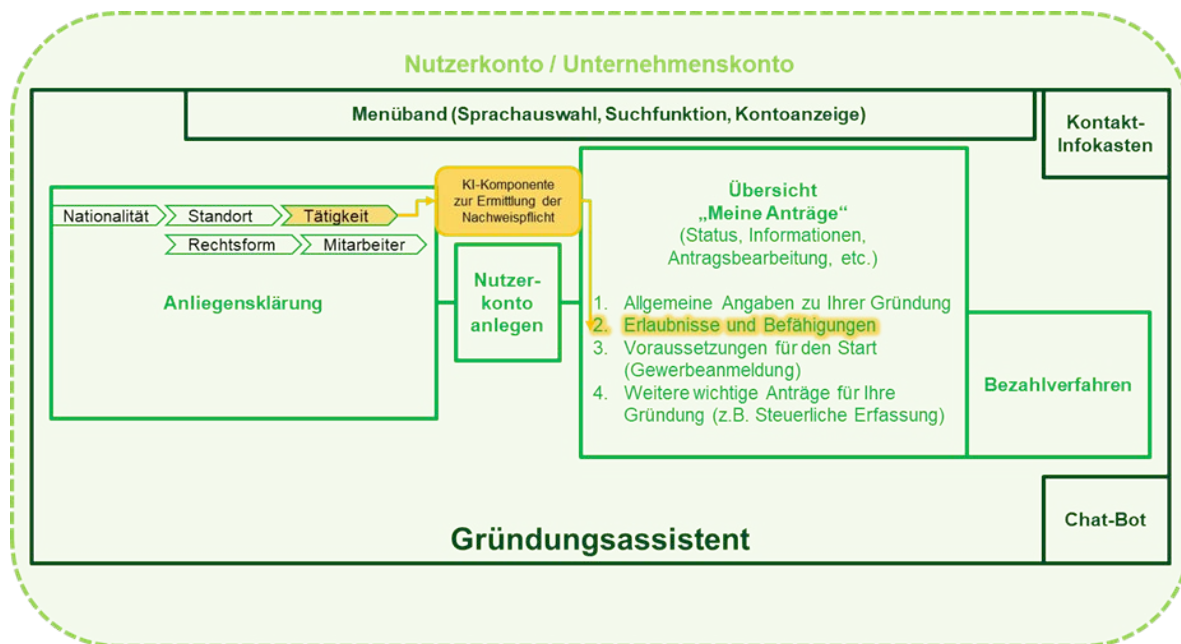 Nutzerkonto / Unternehmenskonto
Menüband (Sprachauswahl, Suchfunktion, Kontoanzeige)
Kontakt-
Infokasten
Nationalität
Standort
Tätigkeit
Rechtsform
Mitarbeiter
Anliegensklärung
KI-Komponente
zur Ermittlung der
Nachweispflicht
Nutzer-
konto
anlegen
Übersicht
„Meine Anträge“
(Status, Informationen,
Antragsbearbeitung, etc.)
1. Allgemeine Angaben zu Ihrer Gründung
2. Erlaubnisse und Befähigungen
3. Voraussetzungen für den Start
(Gewerbeanmeldung)
4. Weitere wichtige Anträge für Ihre
Gründung (z.B. Steuerliche Erfassung)
Bezahlverfahren
Chat-Bot
Gründungsassistent